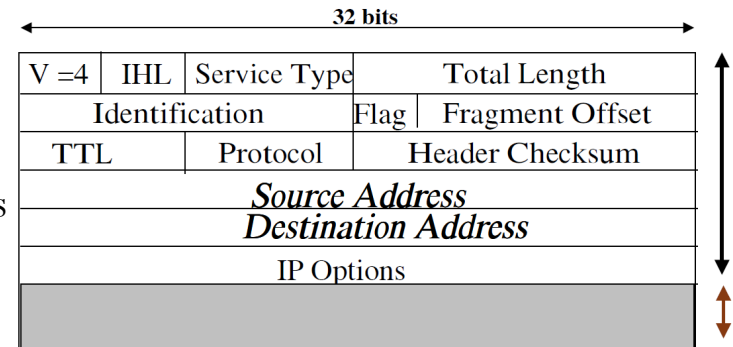 32 bits
V =4 IHL Service Type Total Length
Identification Flag Fragment Offset
TTL Protocol Header Checksum
s
Source Address
Destination Address
IP Options